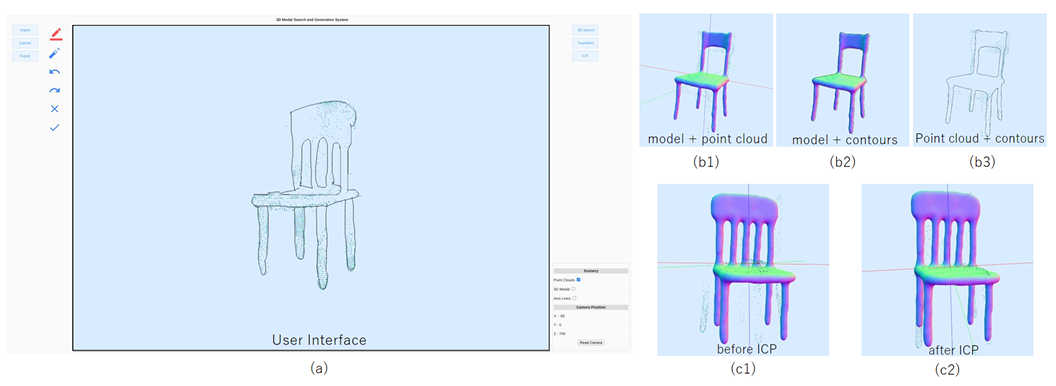 3D Model Search and Generation System
Import
Cancel
Export
3D Search
Transform
ICP
Scenery
Point Clouds
3D Model
Axis Lines
Camera Position
X : -50
Y : 0
Z : 700
Reset Camera
User Interface
(a)
model + point cloud
(b1)
model + contours
(b2)
Point cloud + contours
(b3)
before ICP
(c1)
after ICP
(c2)